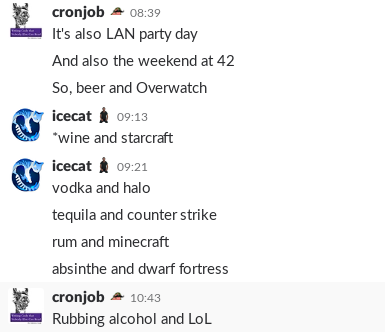 cronjob 08:39
It's also LAN party day
And also the weekend at 42
So, beer and Overwatch
icecat 09:13
*wine and starcraft
icecat 09:21
vodka and halo
tequila and counter strike
rum and minecraft
absinthe and dwarf fortress
cronjob 10:43
Rubbing alcohol and LoL